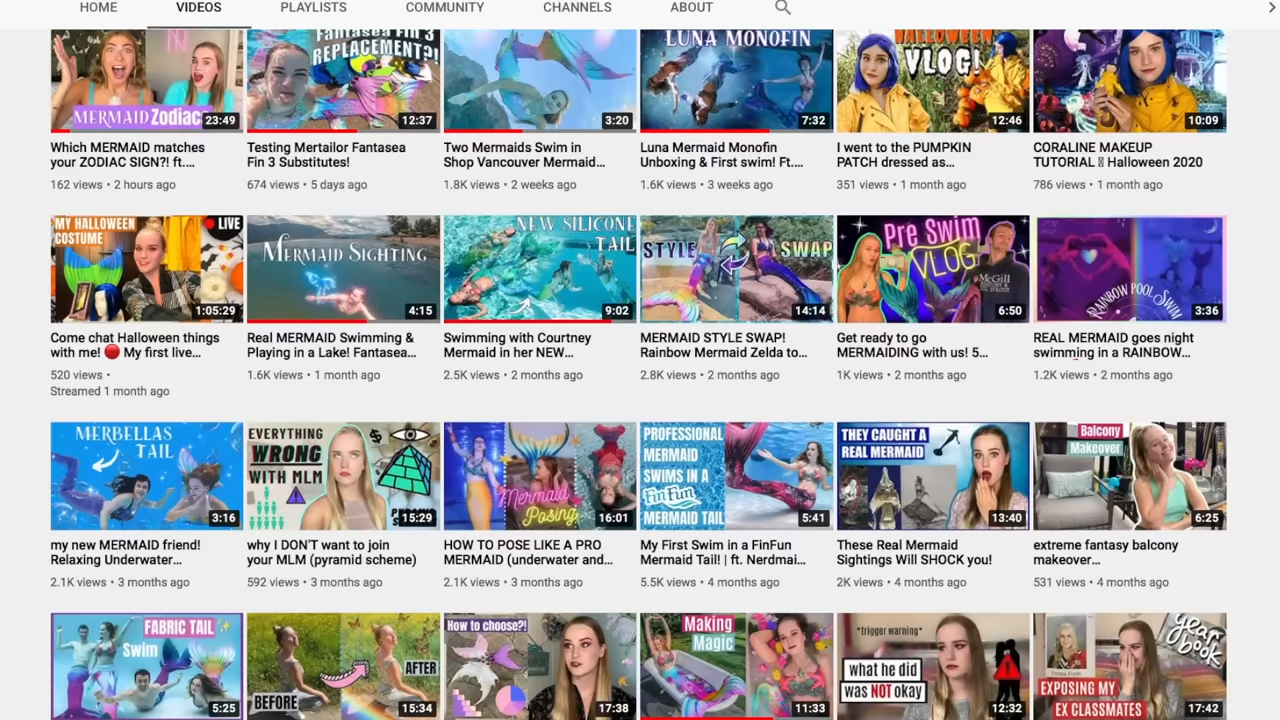 HOME VIDEOS PLAYLISTS COMMUNITY CHANNELS ABOUT
MERMAID Zodiac
23:49
Fantasea Fin 3
REPLACEMENT?!
12:37
3:20
LUNA MONOFIN
7:32
HALLOWEEN
VLOG!
12:46
10:09
Which MERMAID matches
your ZODIAC SIGN?! ft....
162 views • 2 hours ago
Testing Mertailor Fantasea
Fin 3 Substitutes!
674 views • 5 days ago
Two Mermaids Swim in
Shop Vancouver Mermaid...
1.8K views • 2 weeks ago
Luna Mermaid Monofin
Unboxing & First swim! Ft....
1.6K views • 3 weeks ago
I went to the PUMPKIN
PATCH dressed as...
351 views • 1 month ago
CORALINE MAKEUP
TUTORIAL Halloween 2020
786 views • 1 month ago
MY HALLOWEEN
COSTUME
LIVE
1:05:29
MERMAID SIGHTING
4:15
NEW SILICONE
TAIL
9:02
STYLE SWAP
14:14
Pre Swim
VLOG
McGill
6:50
RAINBOW POOL SWIM
3:36
Come chat Halloween things
with me! 🔴 My first live...
520 views •
Streamed 1 month ago
Real MERMAID Swimming &
Playing in a Lake! Fantasea...
1.6K views • 1 month ago
Swimming with Courtney
Mermaid in her NEW...
2.5K views • 2 months ago
MERMAID STYLE SWAP!
Rainbow Mermaid Zelda to...
2.8K views • 2 months ago
Get ready to go
MERMAIDING with us! 5...
1K views • 2 months ago
REAL MERMAID goes night
swimming in a RAINBOW...
1.2K views • 2 months ago
MERBELLAS
TAIL
3:16
EVERYTHING
WRONG
WITH MLM
$
15:29
Mermaid
Posing
16:01
PROFESSIONAL
MERMAID
SWIMS IN A
FinFun
MERMAID TAIL
5:41
THEY CAUGHT A
REAL MERMAID
13:40
Balcony
Makeover
6:25
my new MERMAID friend!
Relaxing Underwater...
2.1K views • 3 months ago
why I DON'T want to join
your MLM (pyramid scheme)
592 views • 3 months ago
HOW TO POSE LIKE A PRO
MERMAID (underwater and...
2.1K views • 3 months ago
My First Swim in a FinFun
Mermaid Tail! | ft. Nerdmai...
5.5K views • 4 months ago
These Real Mermaid
Sightings Will SHOCK you!
2K views • 4 months ago
extreme fantasy balcony
makeover...
531 views • 4 months ago
FABRIC TAIL
Swim
5:25
BEFORE
AFTER
15:34
How to choose?!
17:38
Making
Magic
11:33
*trigger warning*
what he did
was NOT okay
12:32
year
book
EXPOSING MY
EX CLASSMATES
17:42